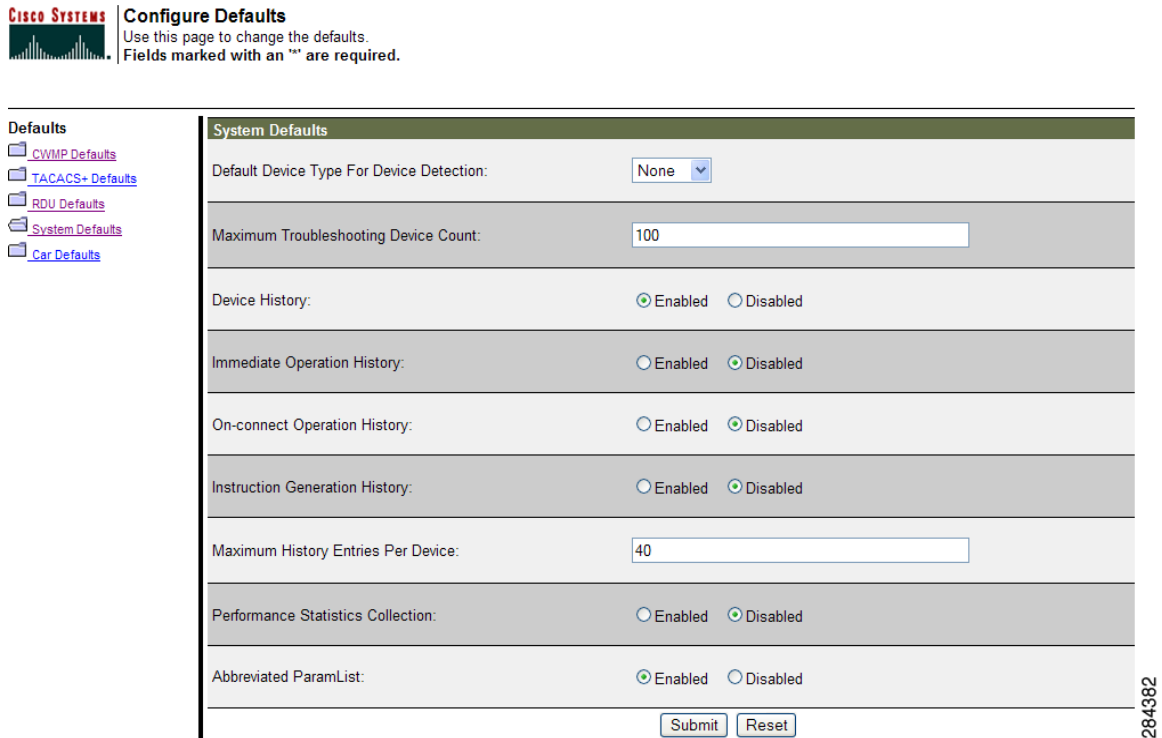 CISCO SYSTEMS
Configure Defaults
Use this page to change the defaults.
Fields marked with an '*' are required.
Defaults
CWMP Defaults
TACACS+ Defaults
RDU Defaults
System Defaults
Car Defaults
System Defaults
Default Device Type For Device Detection: None
Maximum Troubleshooting Device Count: 100
Device History: Enabled Disabled
Immediate Operation History: Enabled Disabled
On-connect Operation History: Enabled Disabled
Instruction Generation History: Enabled Disabled
Maximum History Entries Per Device: 40
Performance Statistics Collection: Enabled Disabled
Abbreviated ParamList: Enabled Disabled
Submit Reset
284382